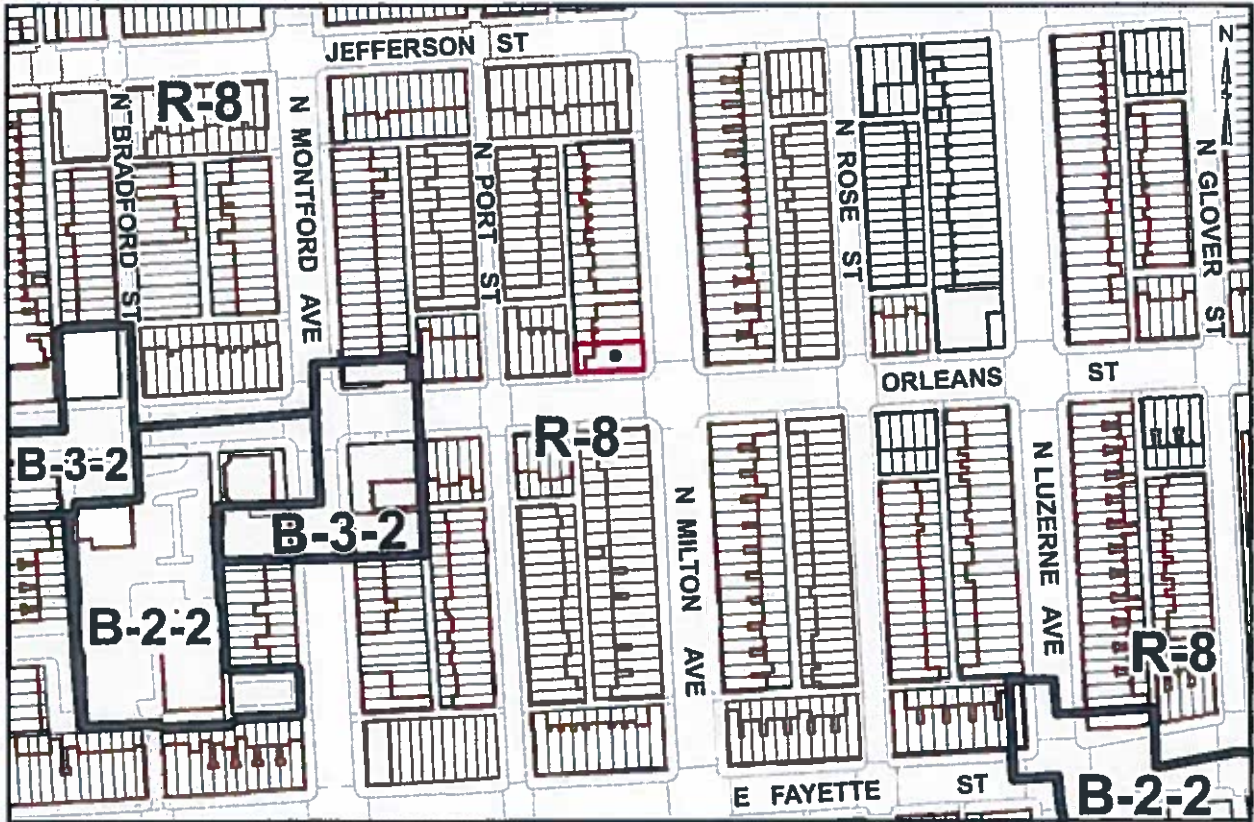 JEFFERSON ST
N
R-8
N BRADFORD ST
N MONTFORD AVE
N PORT ST
N ROSE ST
N GLOVER ST
ORLEANS ST
R-8
B-3-2
B-3-2
N MILTON AVE
N LUZERNE AVE
B-2-2
R-8
E FAYETTE ST
B-2-2